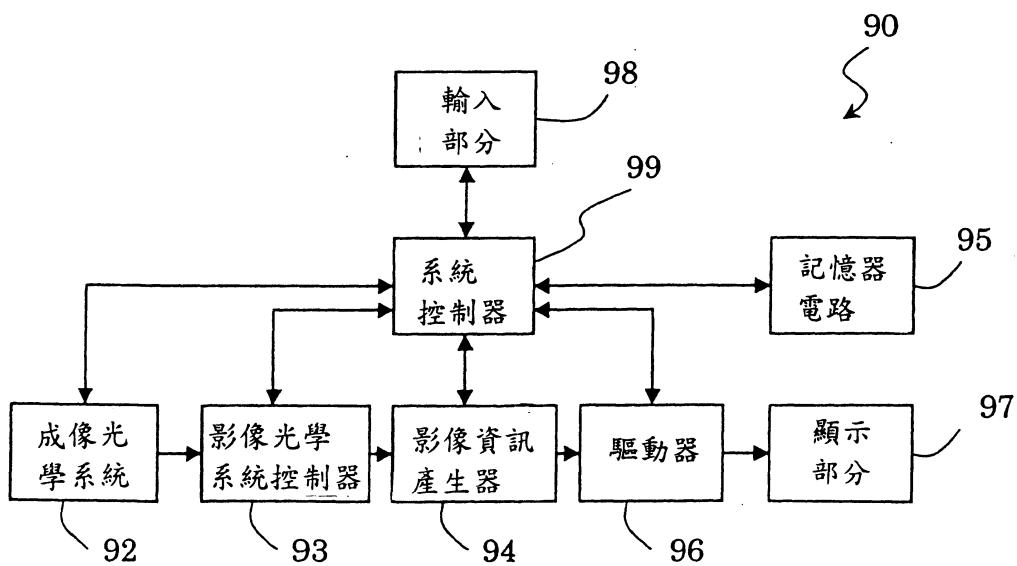 90
98
輸入
部分
99
系統
控制器
95
記憶器
電路
97
成像光
學系統
影像光學
系統控制器
影像資訊
產生器
驅動器
顯示
部分
92
93
94
96